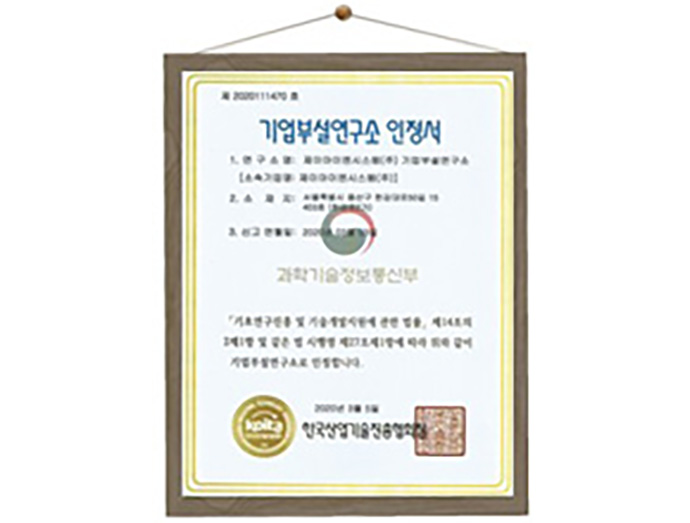 제 2020111470 호
기업부설연구소 인정서
1. 연 구 소 명: 제이아이엔시스템(주) 기업부설연구소
[소속기업명: 제이아이엔시스템(주)]
2. 소 재 지: 서울특별시 용산구 한강대로50길 15
3. 신고 연월일: 2020년
과학기술정보통신부
「기초연구진흥 및 기술개발지원에 관한 법률」 제14조의
2제1항 및 같은 법 시행령 제27조제1항에 따라 위와 같이
기업부설연구소로 인정합니다.
2020년 3월 5일
koita
한국산업기술진흥협회장